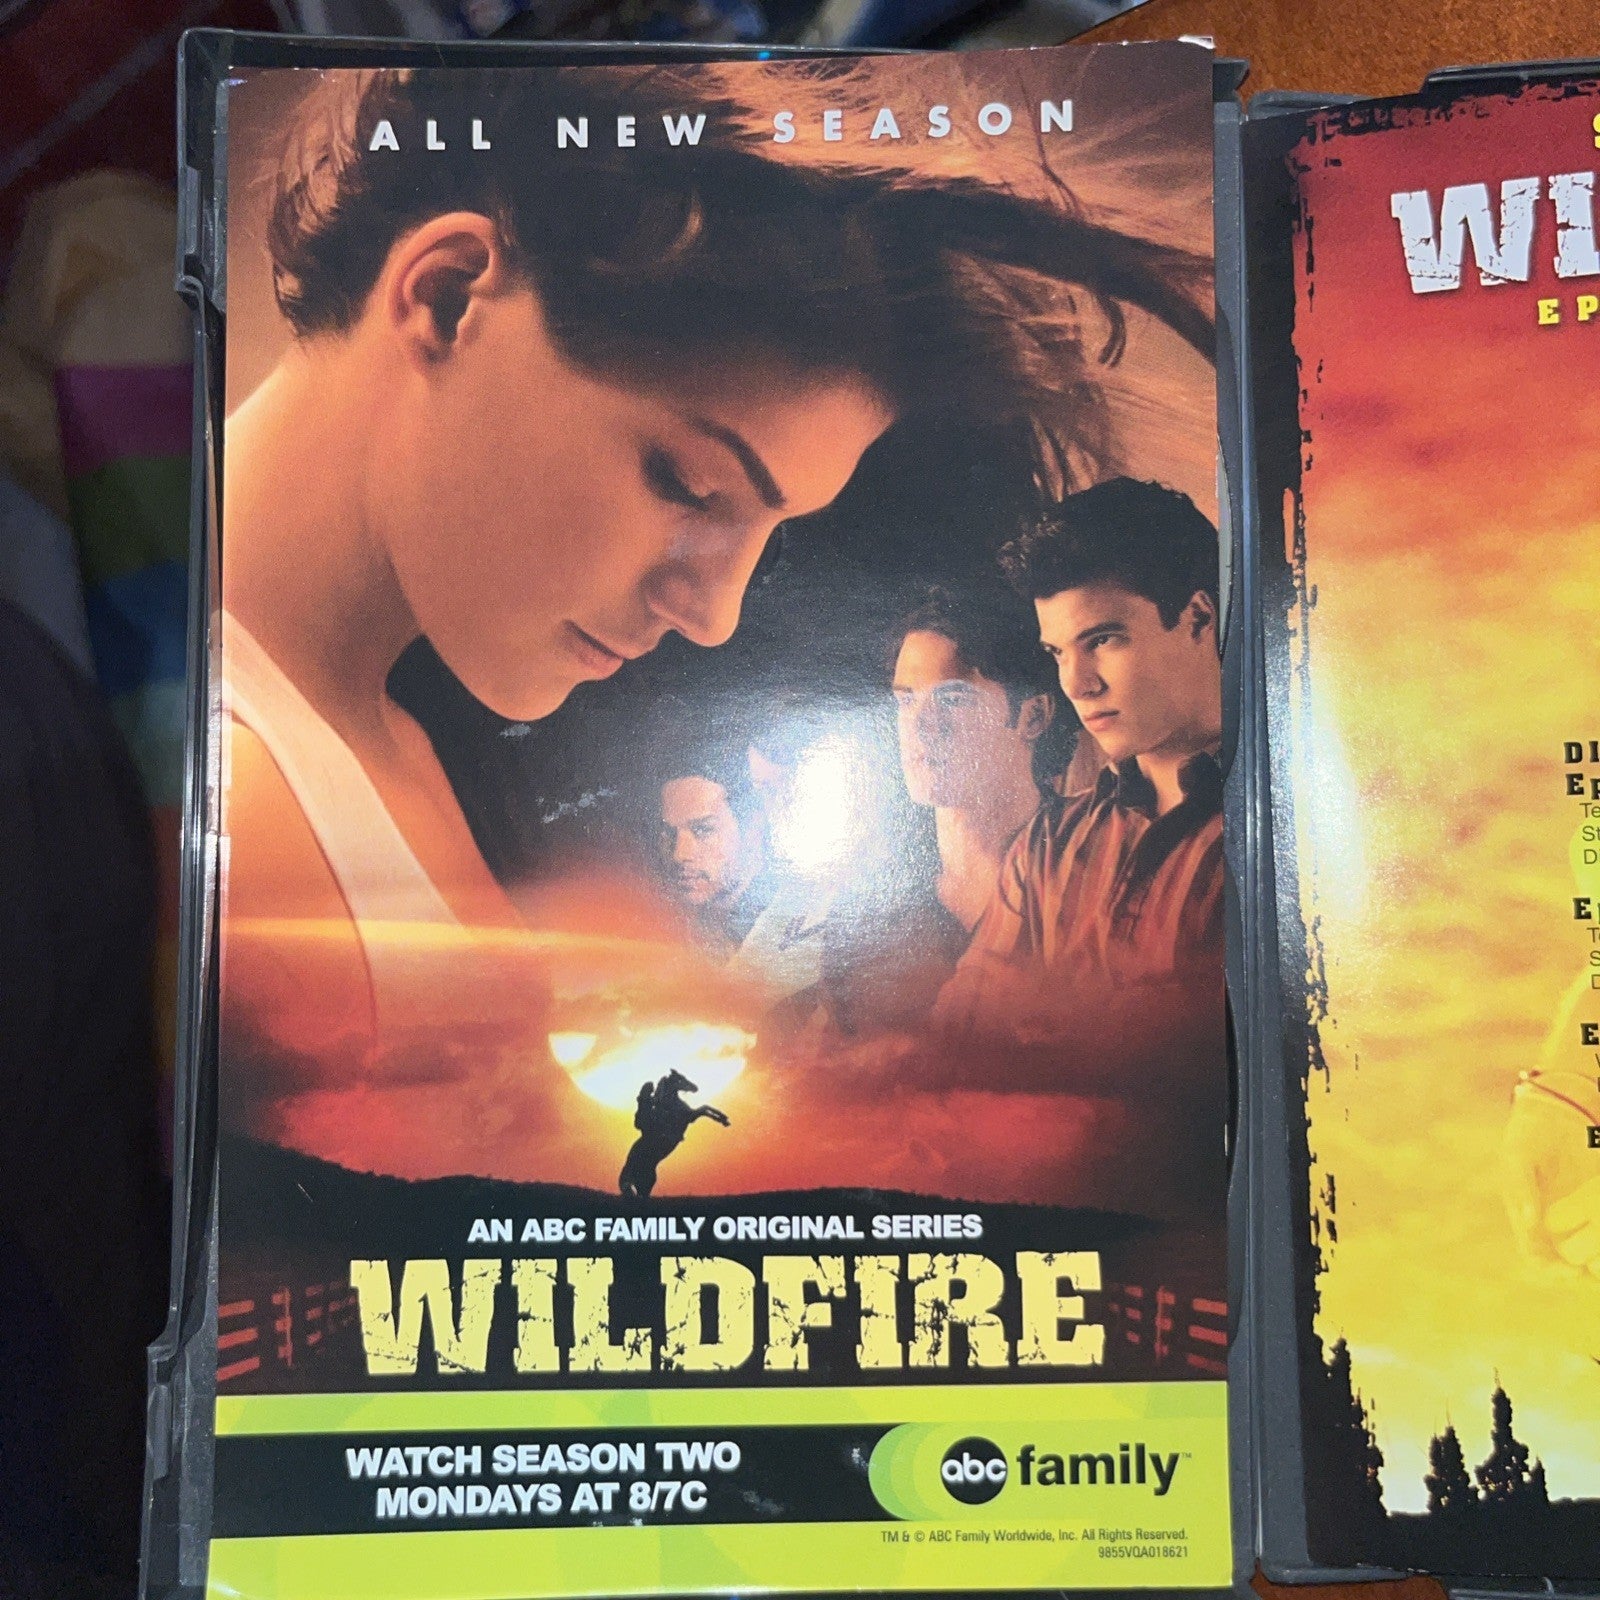 ALL NEW SEASON
AN ABC FAMILY ORIGINAL SERIES
WILDFIRE
WATCH SEASON TWO
MONDAYS AT 8/7C
abc family™
TM & © ABC Family Worldwide, Inc. All Rights Reserved.
9855VQA018621